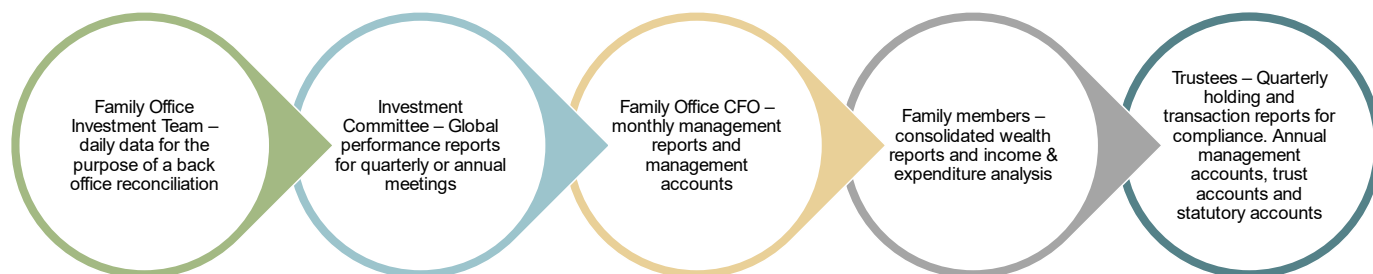 Family Office
Investment Team –
daily data for the
purpose of a back
office reconciliation
Investment
Committee – Global
performance reports
for quarterly or annual
meetings
Family Office CFO –
monthly management
reports and
management
accounts
Family members –
consolidated wealth
reports and income &
expenditure analysis
Trustees – Quarterly
holding and
transaction reports for
compliance. Annual
management
accounts, trust
accounts and
statutory accounts